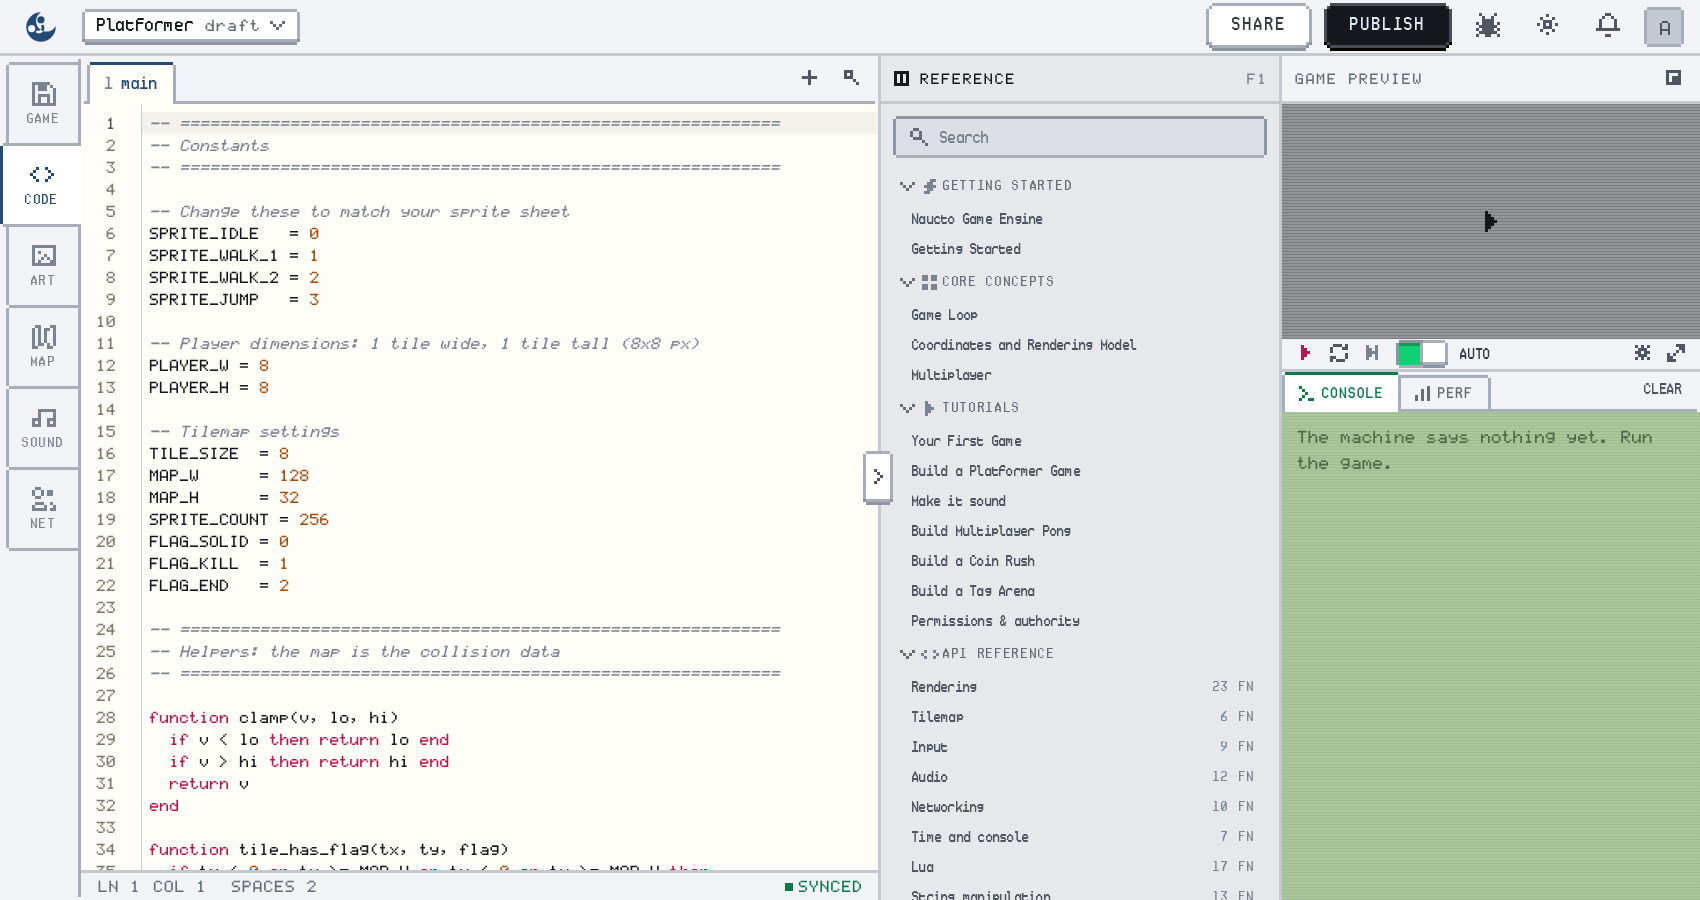 Platformer draft
SHARE
PUBLISH
A
GAME
CODE
ART
MAP
SOUND
NET
1 main
1 -- ============================================================
2 -- Constants
3 -- ============================================================
4
5 -- Change these to match your sprite sheet
6 SPRITE_IDLE   = 0
7 SPRITE_WALK_1 = 1
8 SPRITE_WALK_2 = 2
9 SPRITE_JUMP   = 3
10
11 -- Player dimensions: 1 tile wide, 1 tile tall (8x8 px)
12 PLAYER_W = 8
13 PLAYER_H = 8
14
15 -- Tilemap settings
16 TILE_SIZE  = 8
17 MAP_W      = 128
18 MAP_H      = 32
19 SPRITE_COUNT = 256
20 FLAG_SOLID = 0
21 FLAG_KILL  = 1
22 FLAG_END   = 2
23
24 -- ============================================================
25 -- Helpers: the map is the collision data
26 -- ============================================================
27
28 function clamp(v, lo, hi)
29   if v < lo then return lo end
30   if v > hi then return hi end
31   return v
32 end
33
34 function tile_has_flag(tx, ty, flag)
LN 1 COL 1 SPACES 2
SYNCED
REFERENCE F1
Search
GETTING STARTED
Naucto Game Engine
Getting Started
CORE CONCEPTS
Game Loop
Coordinates and Rendering Model
Multiplayer
TUTORIALS
Your First Game
Build a Platformer Game
Make it sound
Build Multiplayer Pong
Build a Coin Rush
Build a Tag Arena
Permissions & authority
API REFERENCE
Rendering 23 FN
Tilemap 6 FN
Input 9 FN
Audio 12 FN
Networking 10 FN
Time and console 7 FN
Lua 17 FN
String manipulation 13 FN
GAME PREVIEW
AUTO
CONSOLE
PERF
CLEAR
The machine says nothing yet. Run
the game.